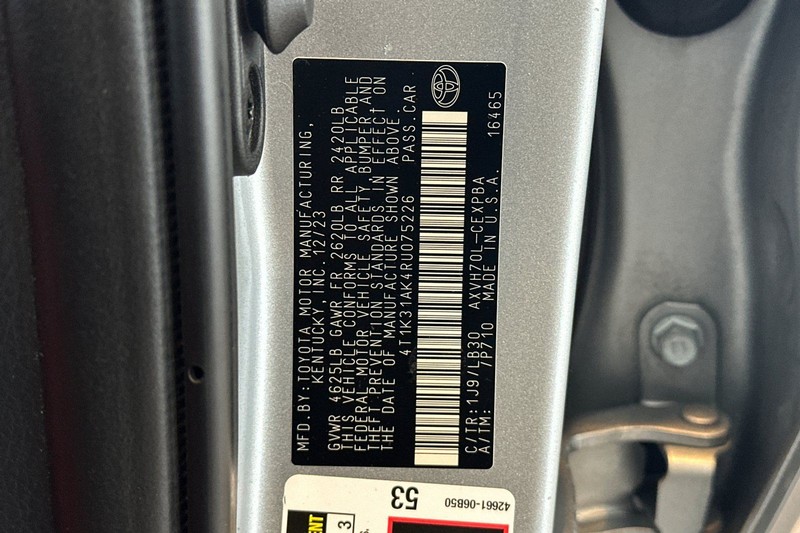 MFD.BY:TOYOTA MOTOR MANUFACTURING,
KENTUCKY, INC. 12/23
GVWR 4625LB GAWR FR 2620LB RR 2420LB
THIS VEHICLE CONFORMS TO ALL APPLICABLE
FEDERAL MOTOR VEHICLE SAFETY, BUMPER AND
THEFT PREVENTION STANDARDS IN EFFECT ON
THE DATE OF MANUFACTURE SHOWN ABOVE.
4T1K31AK4RU075226 PASS.CAR
C/TR:1J9/LB30 AXVH70L-CEXPBA
A/TM: 7P710 MADE IN U.S.A. 16465
53
42661-06B50
3